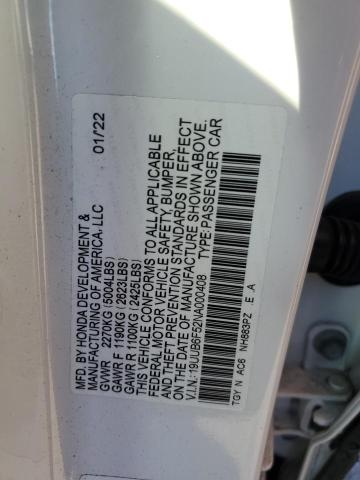 MFD. BY HONDA DEVELOPMENT &
MANUFACTURING OF AMERICA, LLC 01/22
GVWR 2270KG (5004LBS)
GAWR F 1190KG (2623LBS)
GAWR R 1100KG (2425LBS)
THIS VEHICLE CONFORMS TO ALL APPLICABLE
FEDERAL MOTOR VEHICLE SAFETY, BUMPER,
AND THEFT PREVENTION STANDARDS IN EFFECT
ON THE DATE OF MANUFACTURE SHOWN ABOVE.
V.I.N.: 19UUB6F52NA000408 TYPE: PASSENGER CAR
TGY N AC6 NH883PZ E A